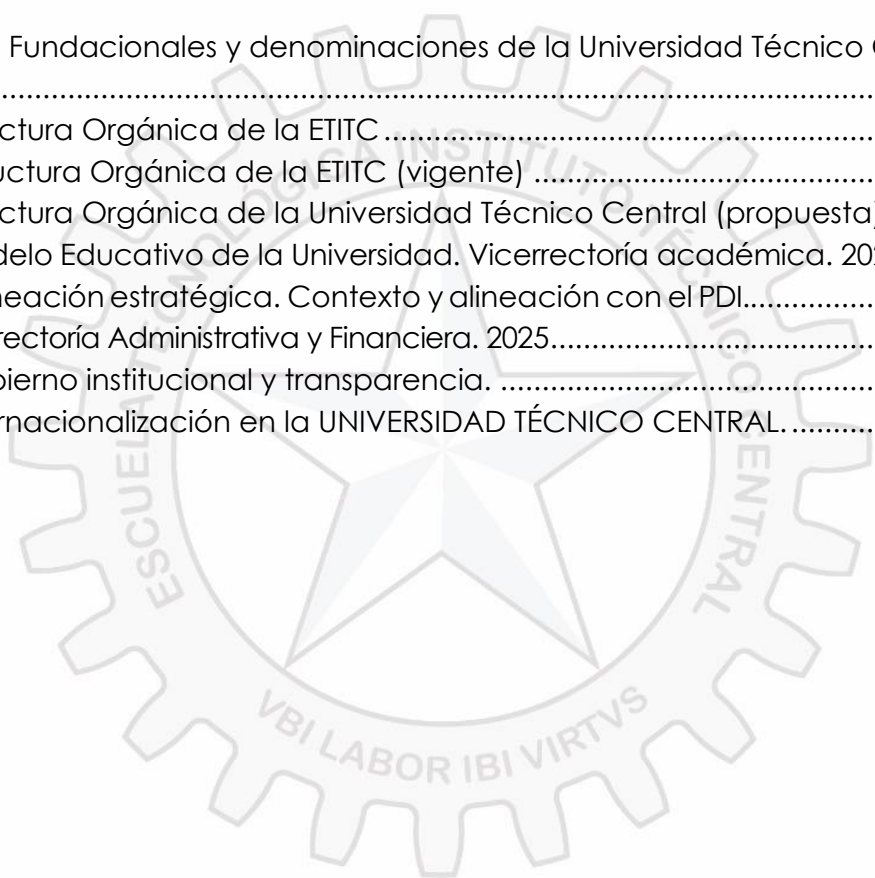 Fundacionales y denominaciones de la Universidad Técnico C
................................................................................
ctura Orgánica de la ETITC ................................................
uctura Orgánica de la ETITC (vigente) ................................
ctura Orgánica de la Universidad Técnico Central (propuesta)
delo Educativo de la Universidad. Vicerrectoría académica. 202
neación estratégica. Contexto y alineación con el PDI................
rectoría Administrativa y Financiera. 2025................................
bierno institucional y transparencia. ................................
rnacionalización en la UNIVERSIDAD TÉCNICO CENTRAL. ..........
ESCUELA TECNOLÓGICA INSTITUTO TÉCNICO CENTRAL
VBI LABOR IBI VIRTVS